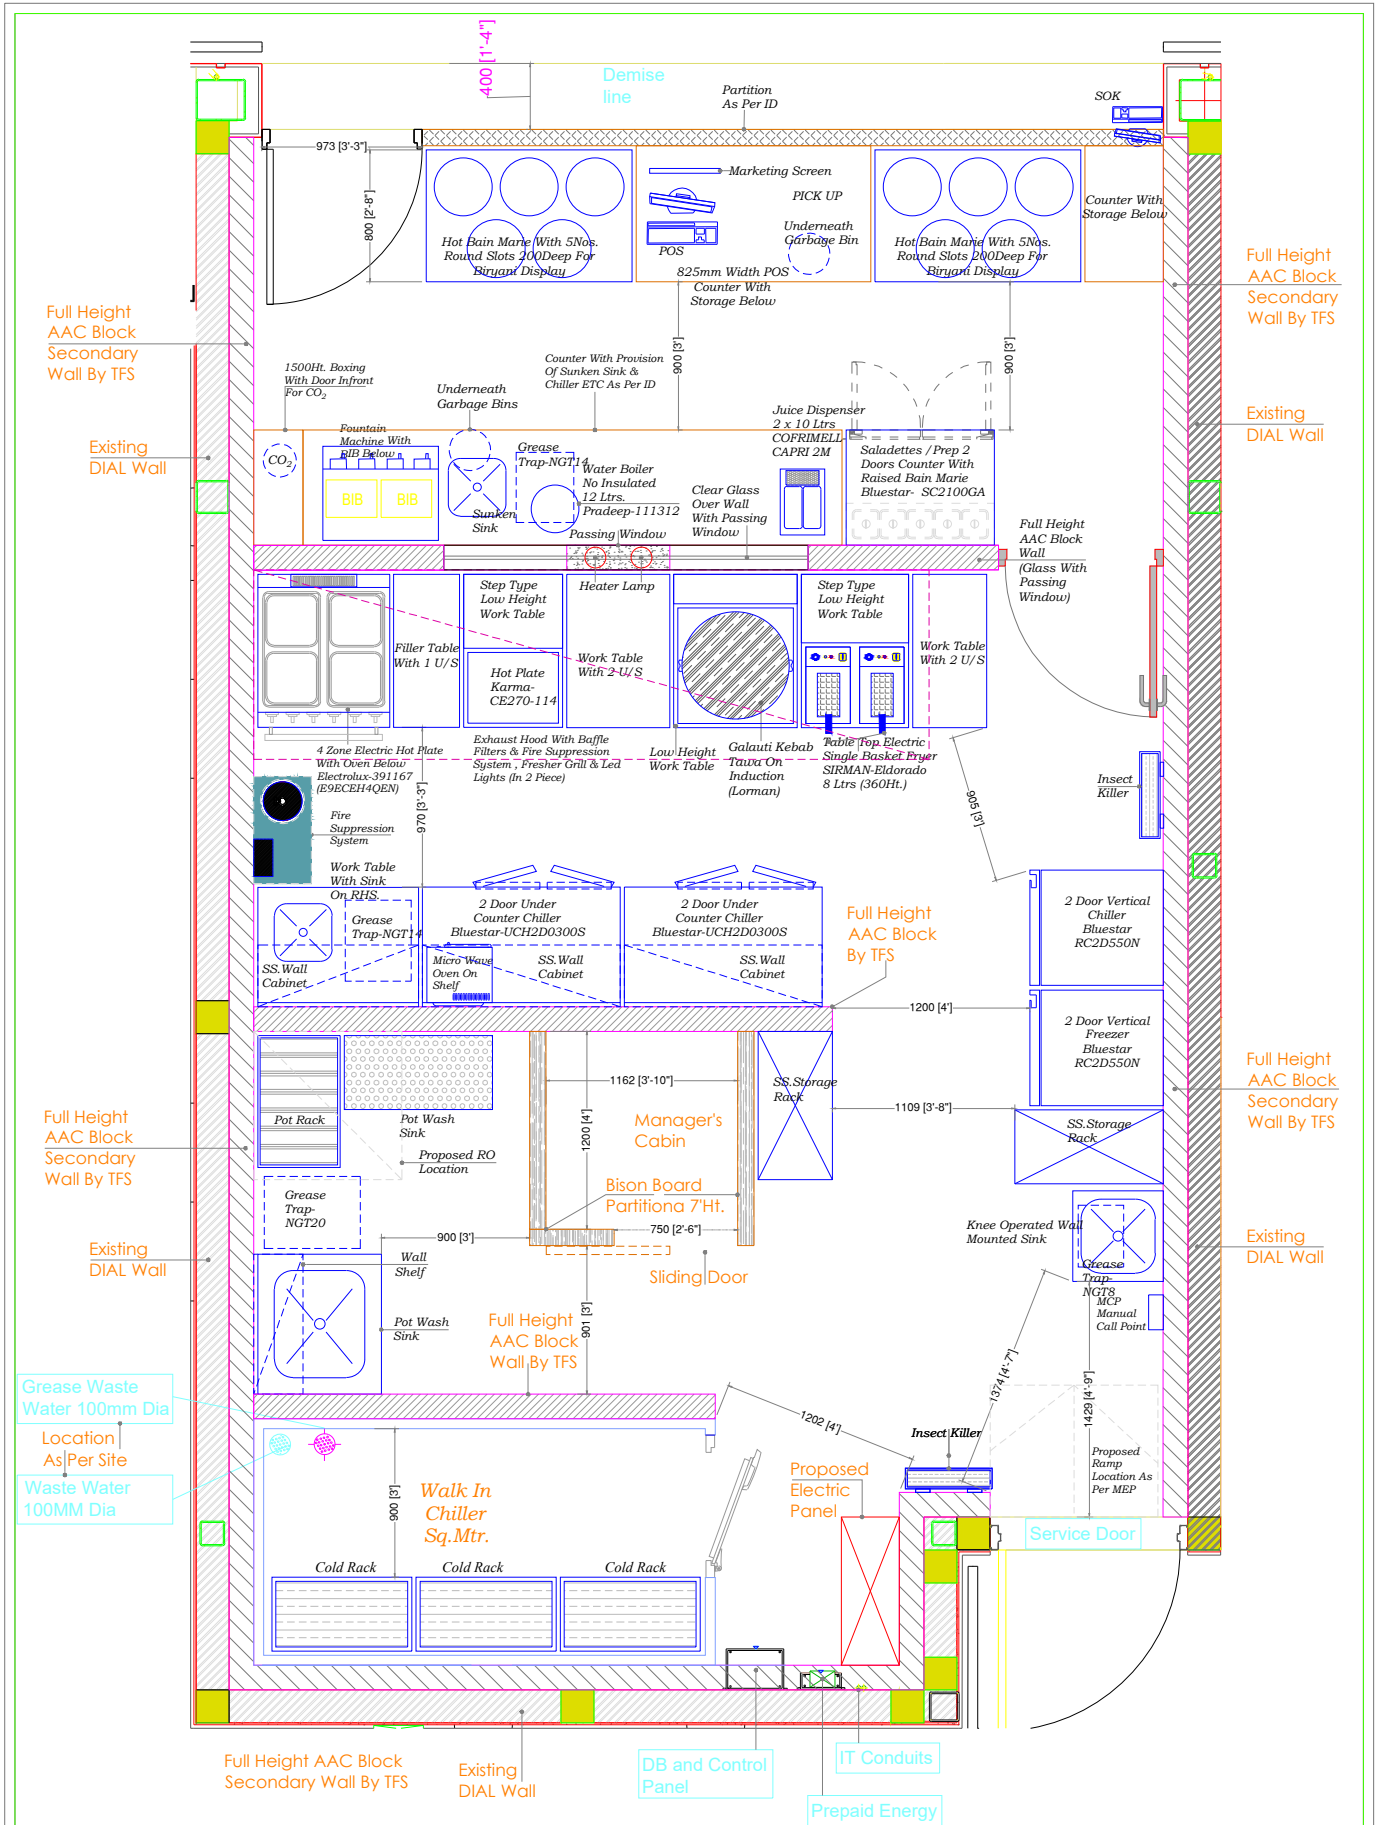 400 [1'-4"]
Demise
line
Partition
As Per ID
SOK
973 [3'-3"]
800 [2'-8"]
Marketing Screen
PICK UP
Underneath
Garbage Bin
POS
Counter With
Storage Below
Hot Bain Marie With 5Nos.
Round Slots 200Deep For
Biryani Display
825mm Width POS
Counter With
Storage Below
Hot Bain Marie With 5Nos.
Round Slots 200Deep For
Biryani Display
Full Height
AAC Block
Secondary
Wall By TFS
Full Height
AAC Block
Secondary
Wall By TFS
900 [3']
900 [3']
1500Ht. Boxing
With Door Infront
For CO2
Underneath
Garbage Bins
Counter With Provision
Of Sunken Sink &
Chiller ETC As Per ID
Existing
DIAL Wall
Existing
DIAL Wall
CO2
Fountain
Machine With
BIB Below
BIB
BIB
Grease
Trap-NGT14
Sunken
Sink
Water Boiler
No Insulated
12 Ltrs.
Pradeep-111312
Passing Window
Clear Glass
Over Wall
With Passing
Window
Juice Dispenser
2 x 10 Ltrs
COFRIMELL-
CAPRI 2M
Saladettes /Prep 2
Doors Counter With
Raised Bain Marie
Bluestar- SC2100GA
Full Height
AAC Block
Wall
(Glass With
Passing
Window)
Step Type
Low Height
Work Table
Heater Lamp
Step Type
Low Height
Work Table
Filler Table
With 1 U/S
Hot Plate
Karma-
CE270-114
Work Table
With 2 U/S
Work Table
With 2 U/S
4 Zone Electric Hot Plate
With Oven Below
Electrolux-391167
(E9ECEH4QEN)
Exhaust Hood With Baffle
Filters & Fire Suppression
System , Fresher Grill & Led
Lights (In 2 Piece)
Low Height
Work Table
Galauti Kebab
Tawa On
Induction
(Lorman)
Table Top Electric
Single Basket Fryer
SIRMAN-Eldorado
8 Ltrs (360Ht.)
970 [3'-3"]
905 [3']
Insect
Killer
Fire
Suppression
System
Work Table
With Sink
On RHS.
Grease
Trap-NGT14
SS.Wall
Cabinet
2 Door Under
Counter Chiller
Bluestar-UCH2D0300S
Micro Wave
Oven On
Shelf
SS.Wall
Cabinet
2 Door Under
Counter Chiller
Bluestar-UCH2D0300S
SS.Wall
Cabinet
Full Height
AAC Block
By TFS
2 Door Vertical
Chiller
Bluestar
RC2D550N
1200 [4']
2 Door Vertical
Freezer
Bluestar
RC2D550N
Full Height
AAC Block
Secondary
Wall By TFS
Full Height
AAC Block
Secondary
Wall By TFS
Pot Rack
Pot Wash
Sink
Proposed RO
Location
1162 [3'-10"]
1200 [4']
Manager's
Cabin
SS.Storage
Rack
1109 [3'-8"]
SS.Storage
Rack
Bison Board
Partitiona 7'Ht.
750 [2'-6"]
Sliding Door
Grease
Trap-
NGT20
900 [3']
Wall
Shelf
Pot Wash
Sink
901 [3']
Existing
DIAL Wall
Existing
DIAL Wall
Knee Operated Wall
Mounted Sink
Grease
Trap-
NGT8
MCP
Manual
Call Point
Full Height
AAC Block
Wall By TFS
1374 [4'-7"]
1429 [4'-9"]
1202 [4']
Grease Waste
Water 100mm Dia
Location
As Per Site
Waste Water
100MM Dia
900 [3']
Walk In
Chiller
Sq.Mtr.
Insect Killer
Proposed
Electric
Panel
Proposed
Ramp
Location As
Per MEP
Service Door
Cold Rack
Cold Rack
Cold Rack
Full Height AAC Block
Secondary Wall By TFS
Existing
DIAL Wall
DB and Control
Panel
IT Conduits
Prepaid Energy